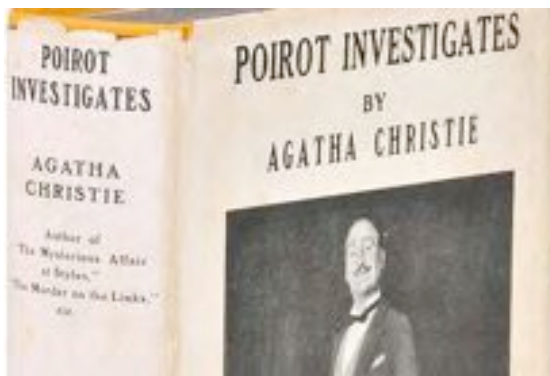 POIROT
INVESTIGATES
AGATHA
CHRISTIE
Author of
"The Mysterious Affair
at Styles,"
"The Murder on the Links,"
etc
POIROT INVESTIGATES
BY
AGATHA CHRISTIE